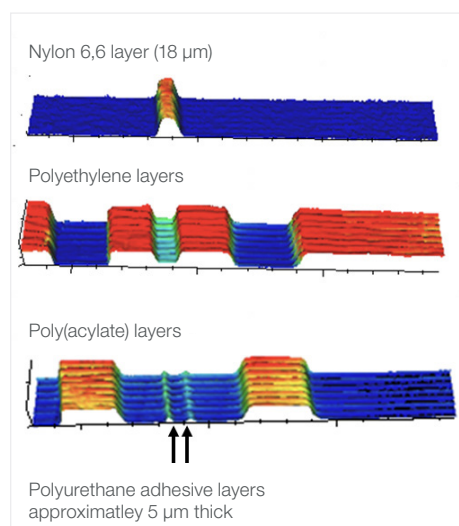 Nylon 6,6 layer (18 µm)
Polyethylene layers
Poly(acylate) layers
Polyurethane adhesive layers
approximatley 5 µm thick